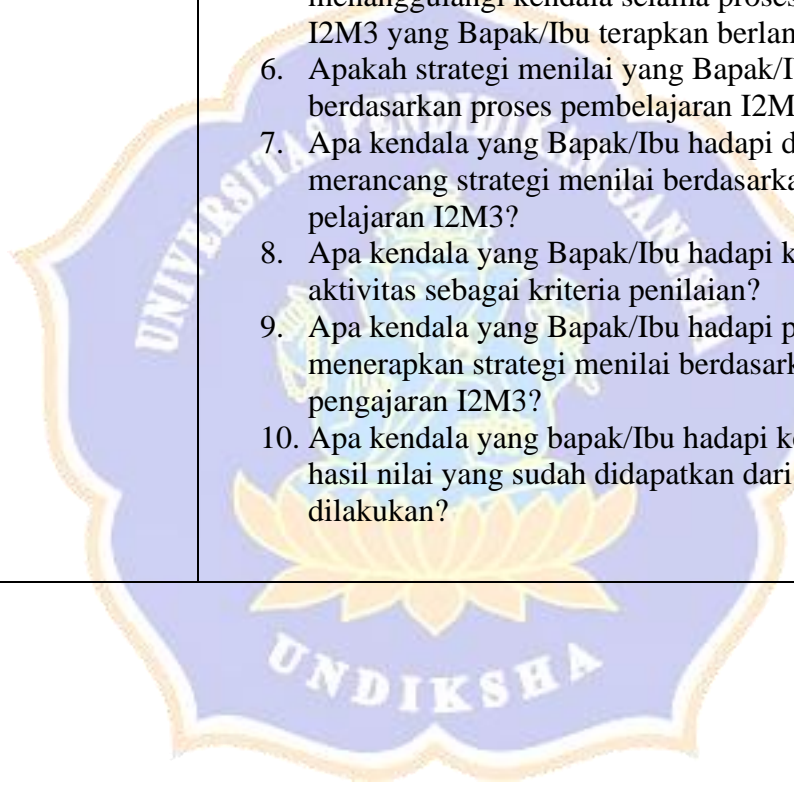 menanggulangi kendala selama proses
I2M3 yang Bapak/Ibu terapkan berlan
6. Apakah strategi menilai yang Bapak/I
berdasarkan proses pembelajaran I2M
7. Apa kendala yang Bapak/Ibu hadapi d
merancang strategi menilai berdasarka
pelajaran I2M3?
8. Apa kendala yang Bapak/Ibu hadapi k
aktivitas sebagai kriteria penilaian?
9. Apa kendala yang Bapak/Ibu hadapi p
menerapkan strategi menilai berdasark
pengajaran I2M3?
10. Apa kendala yang bapak/Ibu hadapi k
hasil nilai yang sudah didapatkan dari
dilakukan?
UNIVERSITAS PENDIDIKAN GANESHA
UNDIKSHA